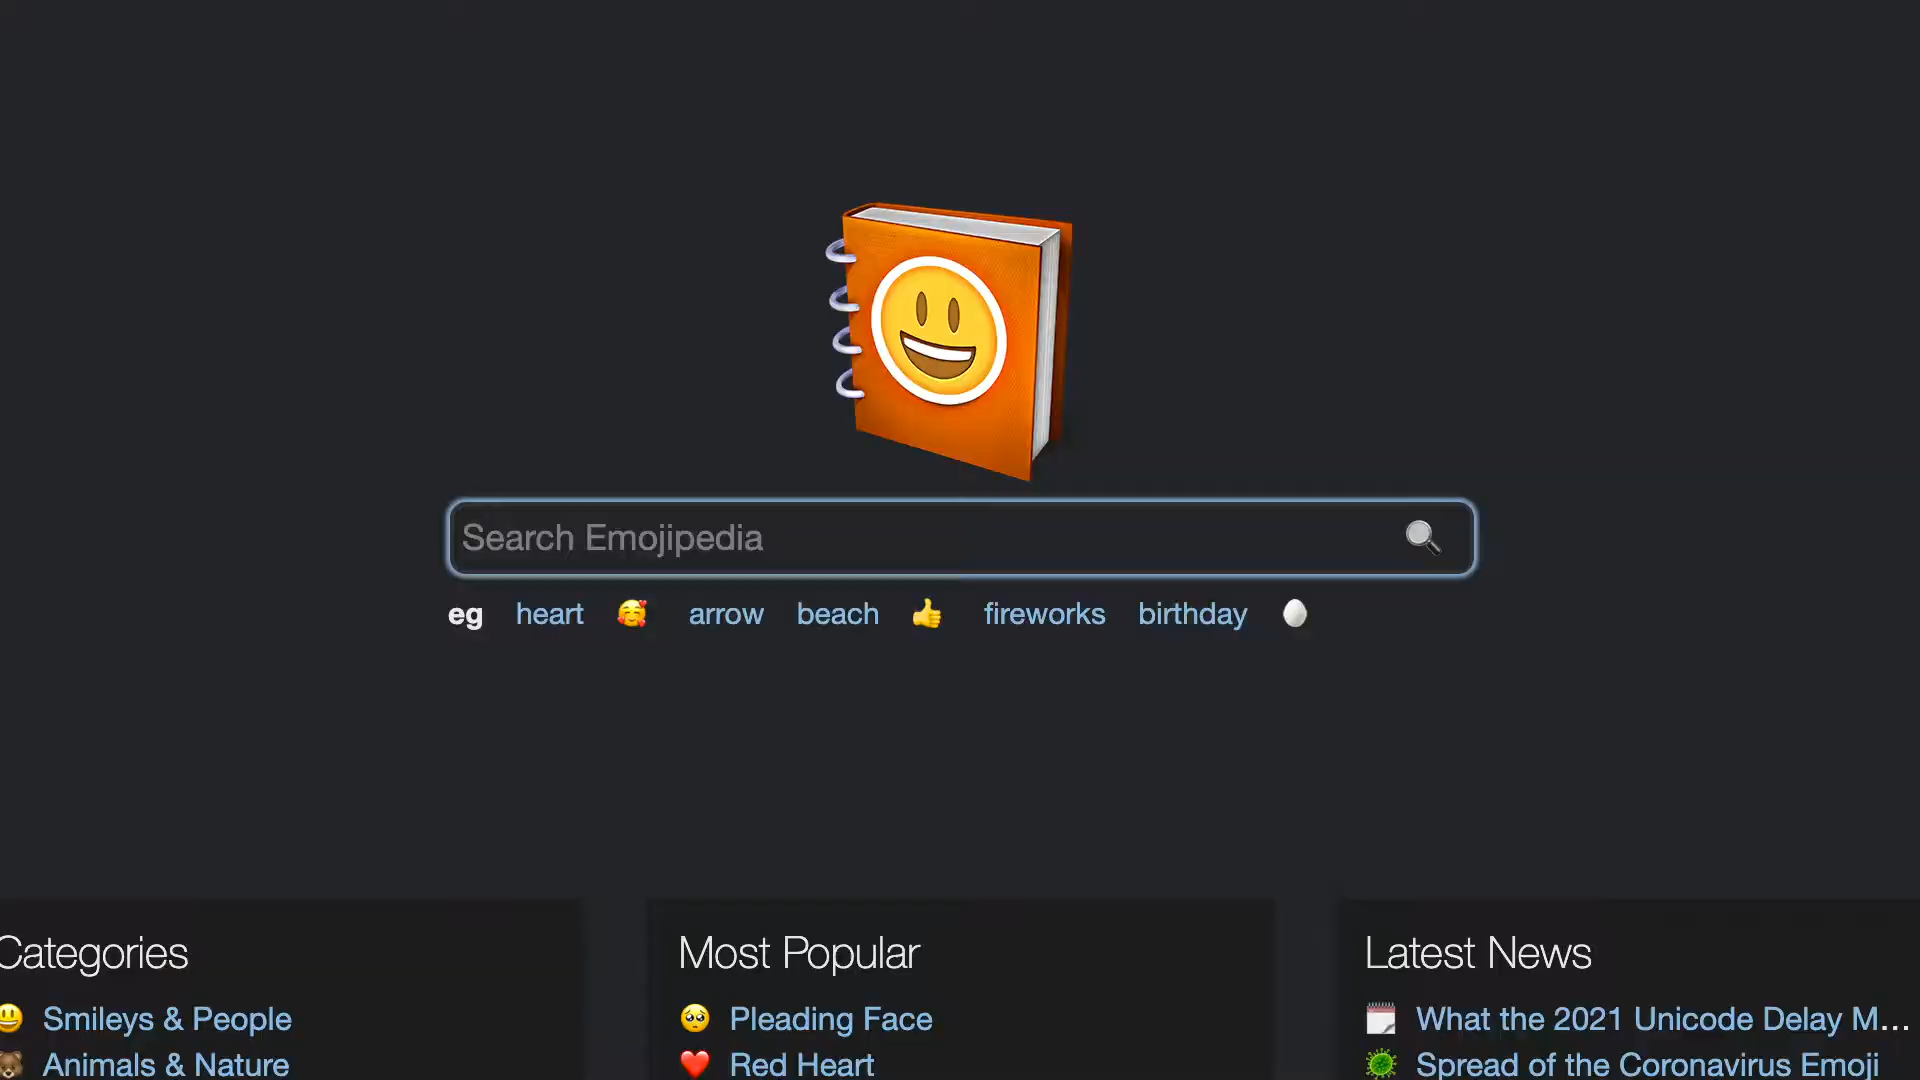 Search Emojipedia
eg heart 🥰 arrow beach 👍 fireworks birthday 🥚
Categories
Smileys & People
Animals & Nature
Most Popular
Pleading Face
Red Heart
Latest News
What the 2021 Unicode Delay M...
Spread of the Coronavirus Emoji